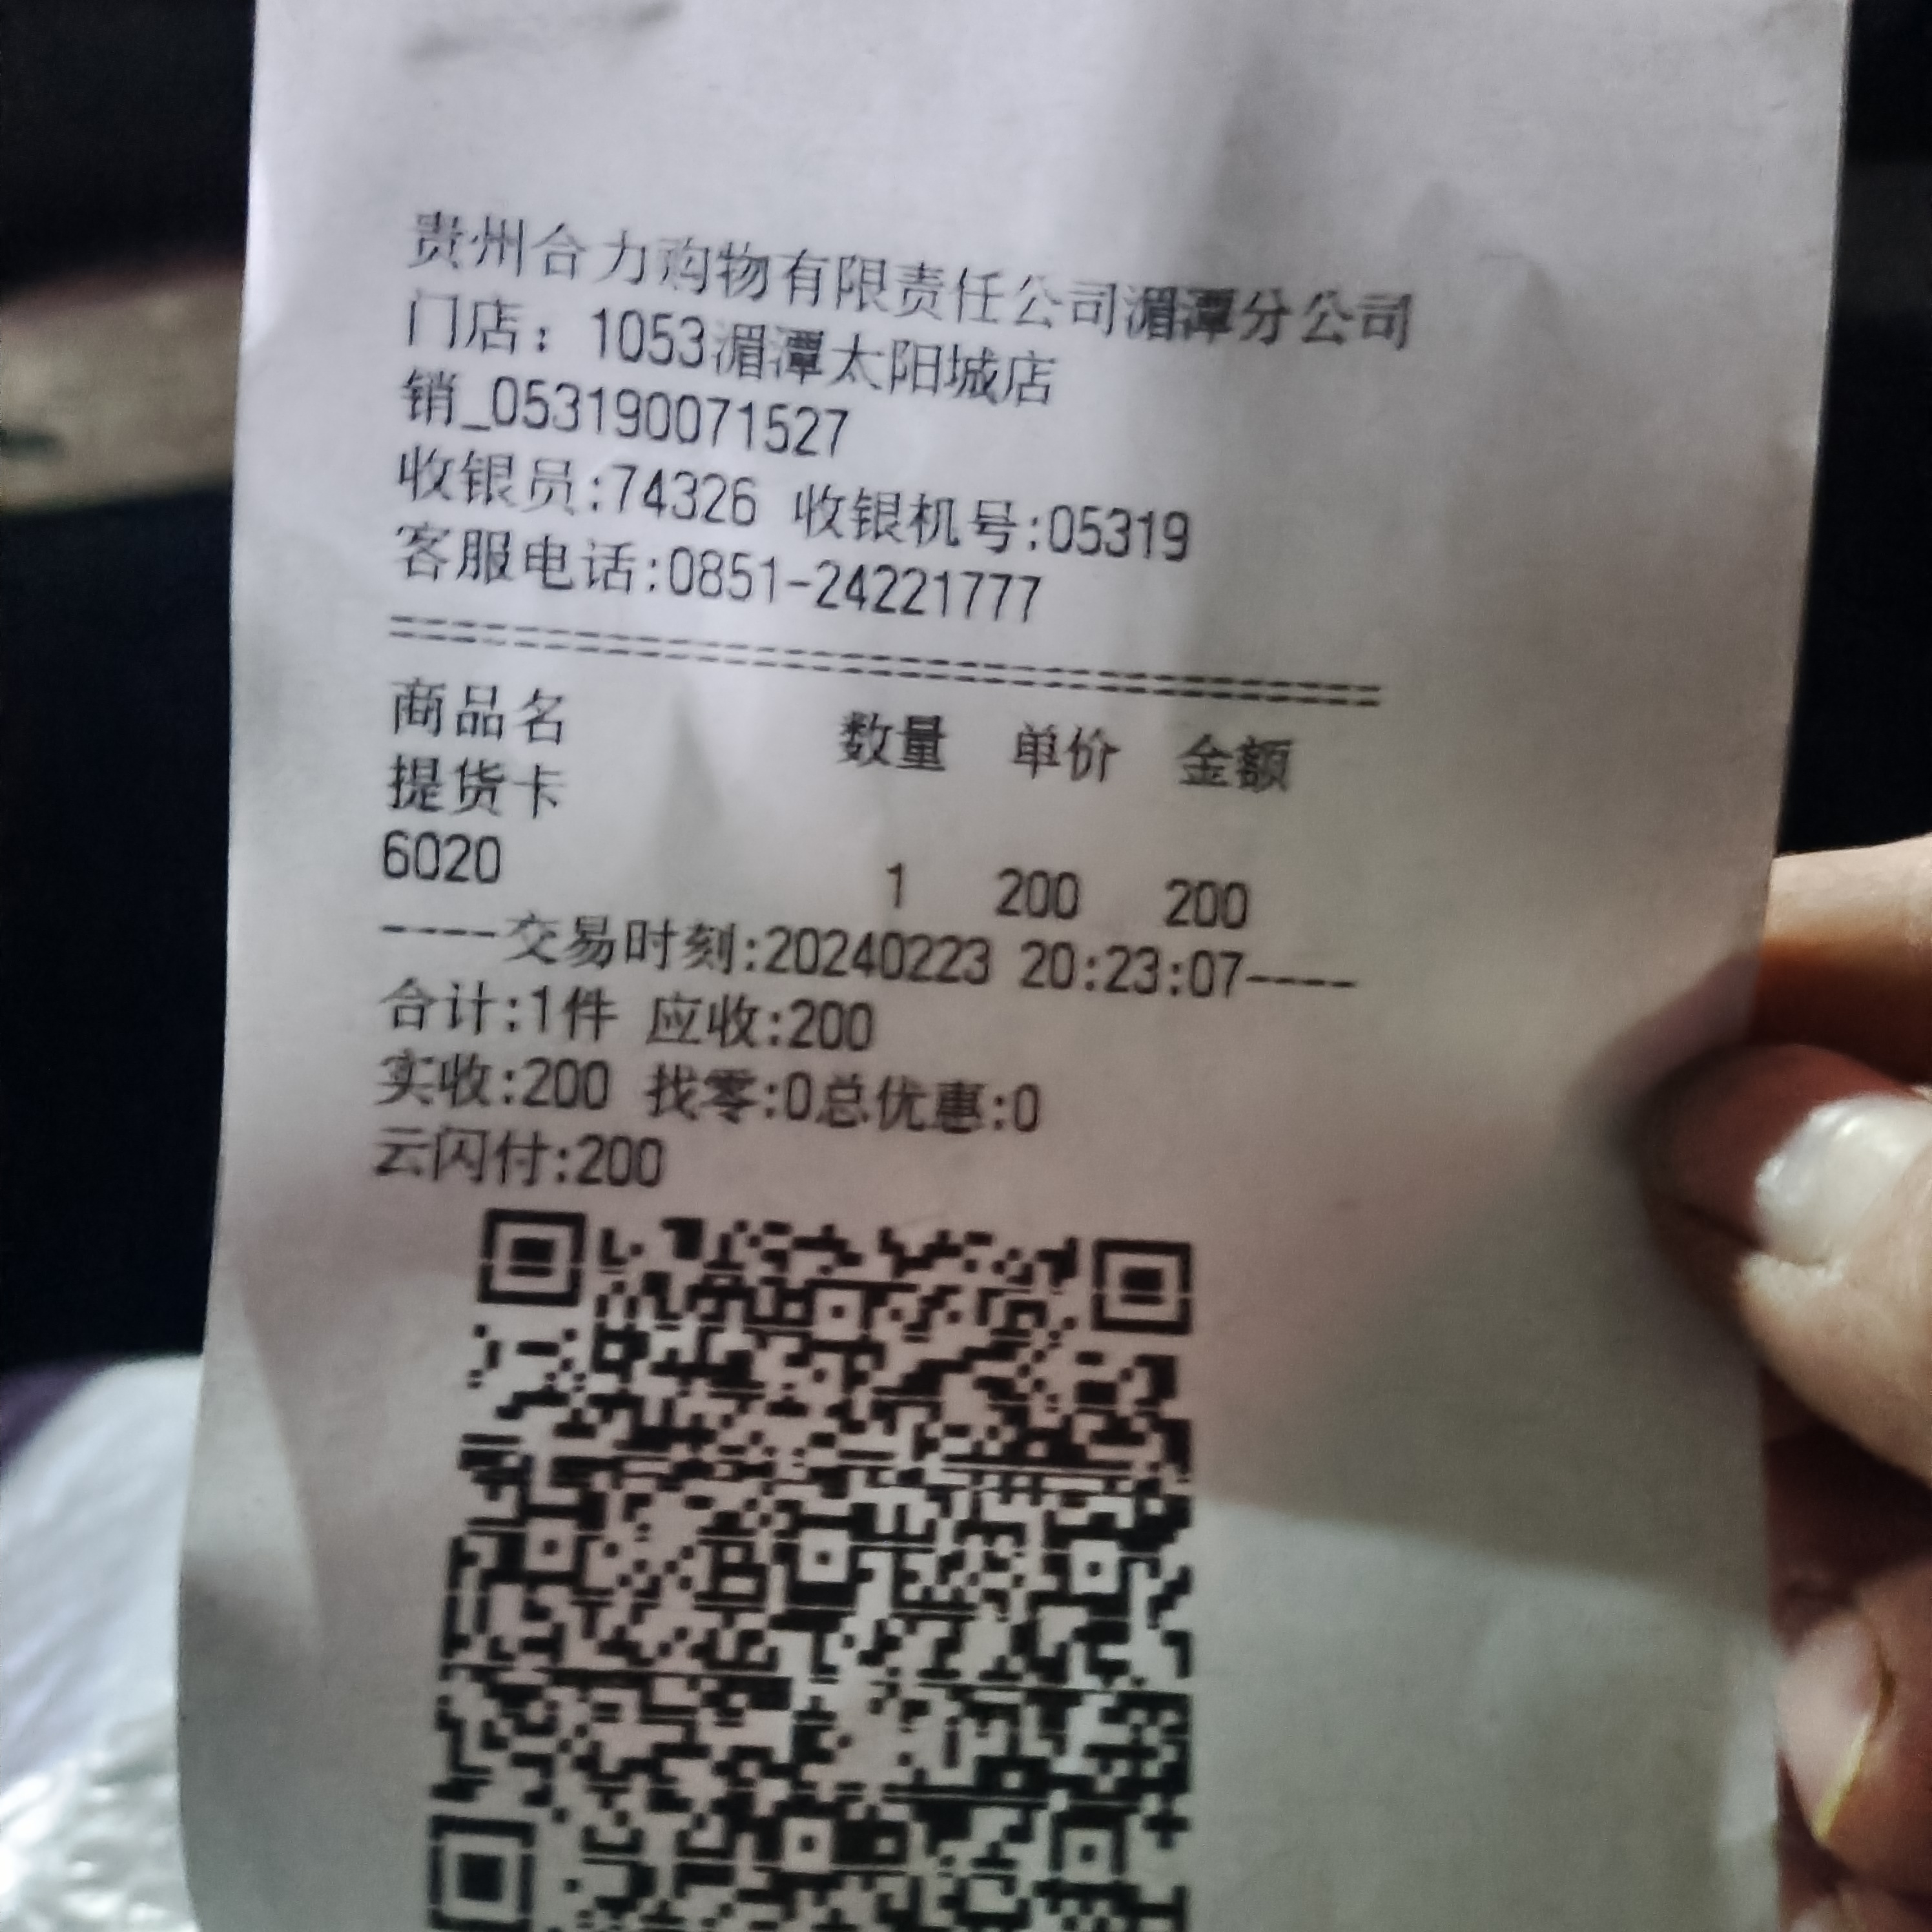 贵州合力购物有限责任公司湄潭分公司
门店：1053湄潭太阳城店
销_053190071527
收银员:74326 收银机号:05319
客服电话:0851-24221777
商品名 数量 单价 金额
提货卡
6020 1 200 200
----交易时刻:20240223 20:23:07----
合计:1件 应收:200
实收:200 找零:0总优惠:0
云闪付:200